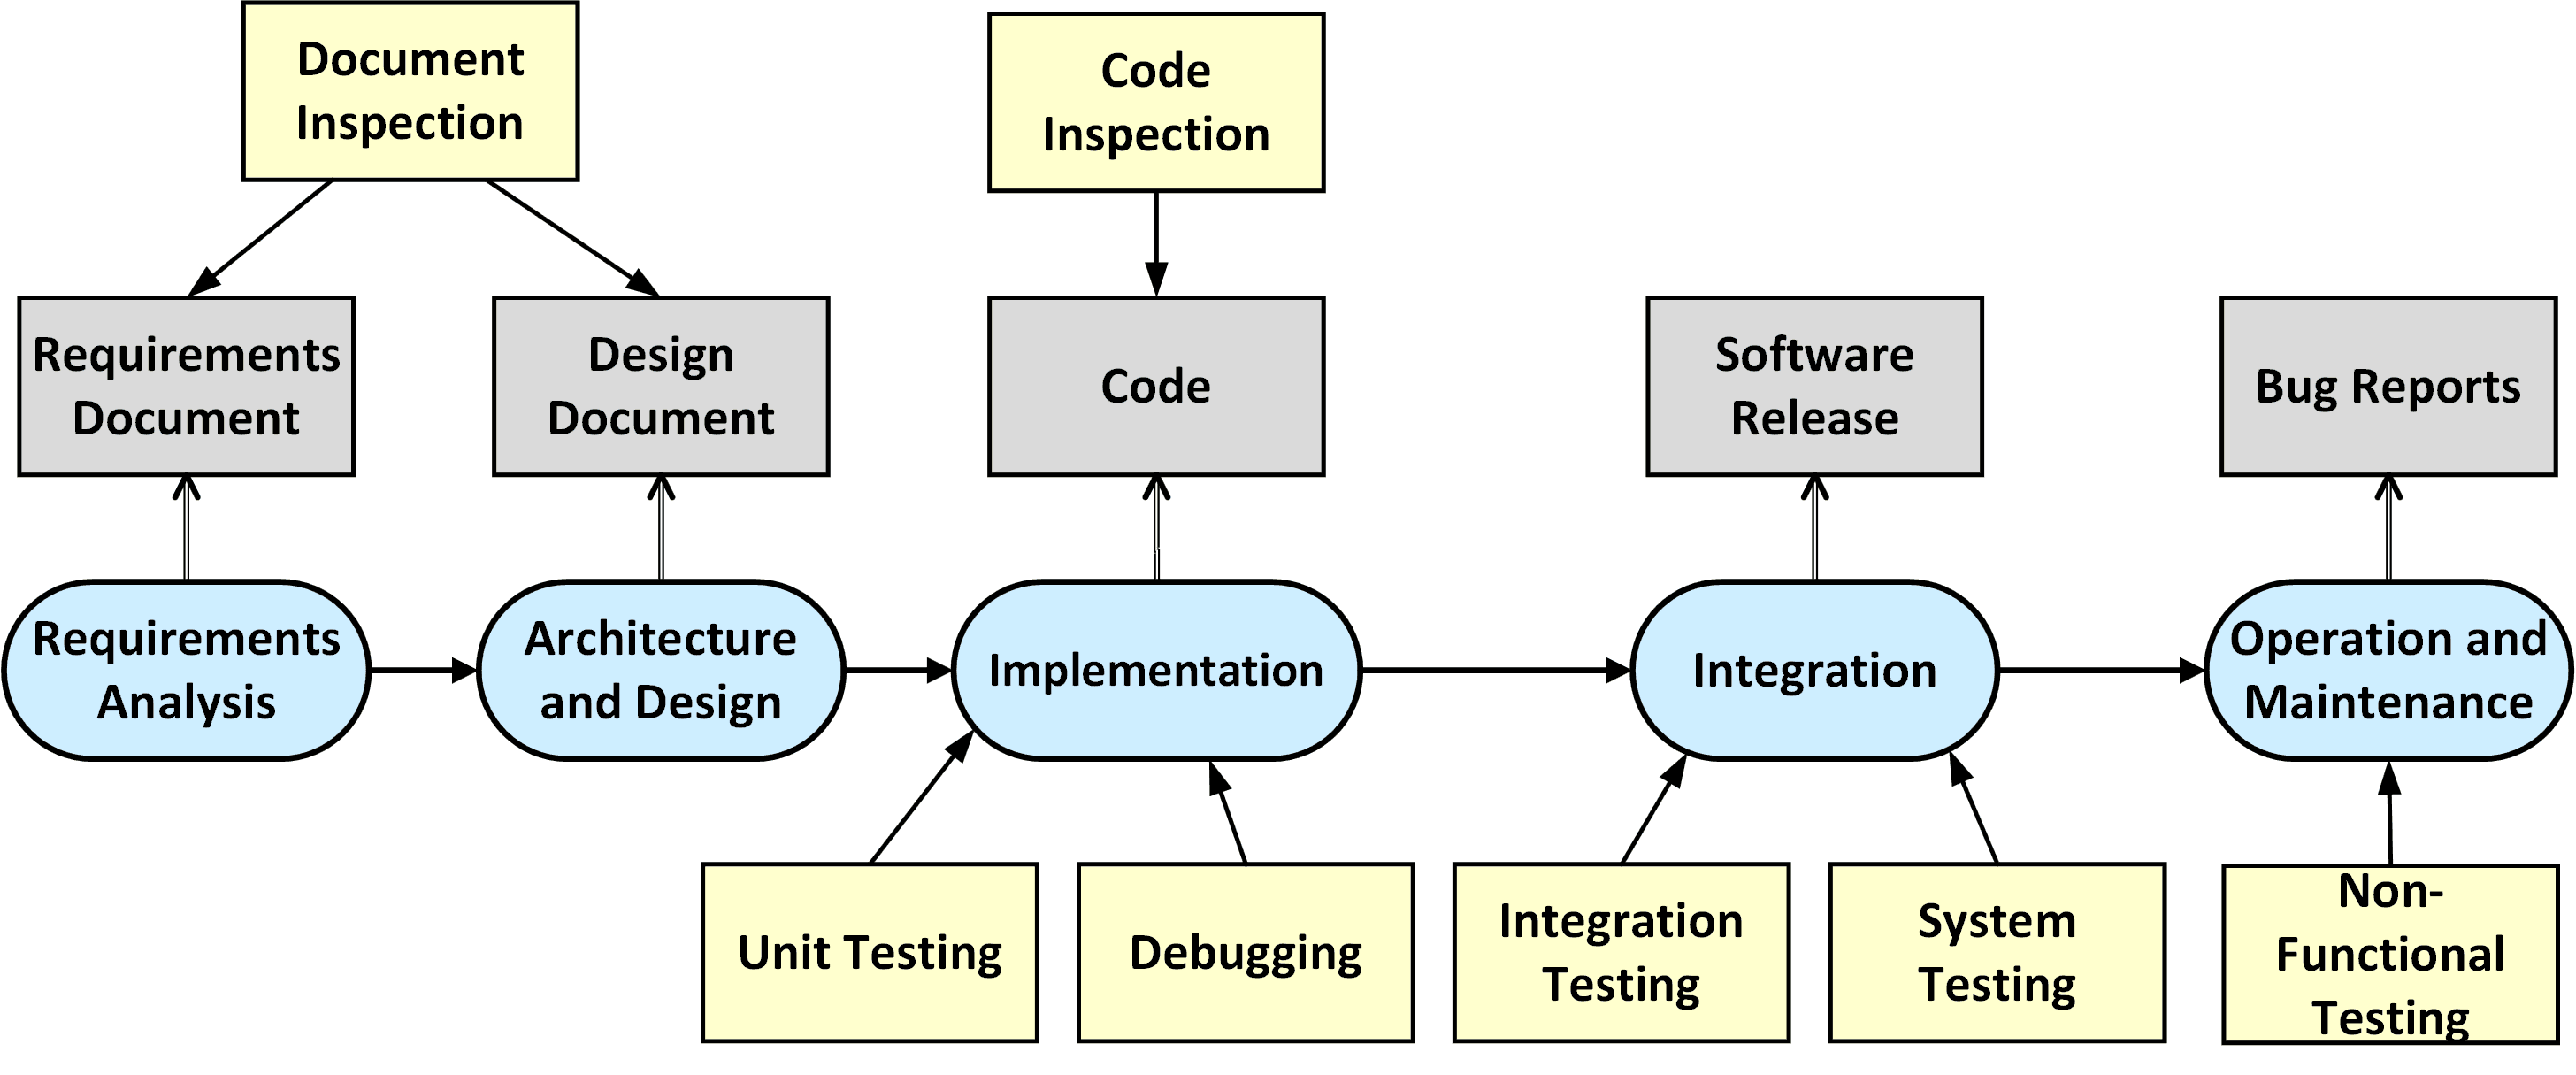 Document
Inspection
Code
Inspection
Requirements
Document
Design
Document
Code
Software
Release
Bug Reports
Requirements
Analysis
Architecture
and Design
Implementation
Integration
Operation and
Maintenance
Unit Testing
Debugging
Integration
Testing
System
Testing
Non-
Functional
Testing